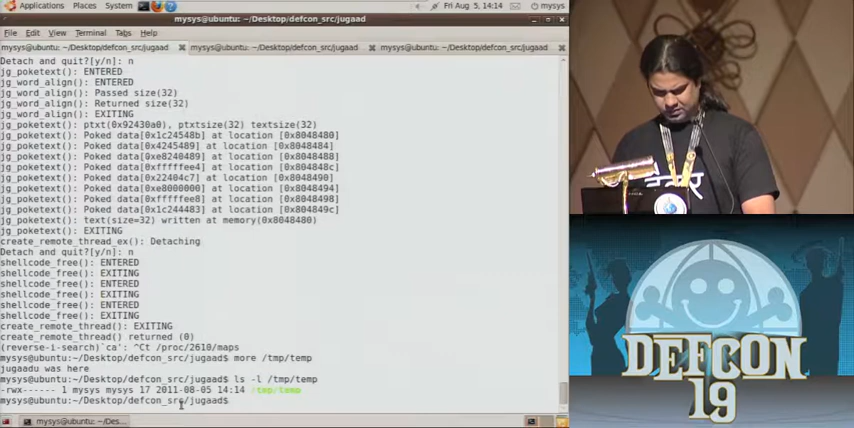 Applications Places System Fri Aug 5, 14:14 mysys
mysys@ubuntu: ~/Desktop/defcon_src/jugaad
File Edit View Terminal Tabs Help
mysys@ubuntu: ~/Desktop/defcon_src/jugaad mysys@ubuntu: ~/Desktop/defcon_src/jugaad mysys@ubuntu: ~/Desktop/defcon_src/jugaad
Detach and quit?[y/n]: n
jg_poketext(): ENTERED
jg_word_align(): ENTERED
jg_word_align(): Passed size(32)
jg_word_align(): Returned size(32)
jg_word_align(): EXITING
jg_poketext(): ptxt(0x92430a0), ptxtsize(32) textsize(32)
jg_poketext(): Poked data[0x1c24548b] at location [0x8048480]
jg_poketext(): Poked data[0x4245489] at location [0x8048484]
jg_poketext(): Poked data[0xe8240489] at location [0x8048488]
jg_poketext(): Poked data[0xfffffee4] at location [0x804848c]
jg_poketext(): Poked data[0x22404c7] at location [0x8048490]
jg_poketext(): Poked data[0xe8000000] at location [0x8048494]
jg_poketext(): Poked data[0xfffffee8] at location [0x8048498]
jg_poketext(): Poked data[0x1c244483] at location [0x804849c]
jg_poketext(): text(size=32) written at memory(0x8048480)
jg_poketext(): EXITING
create_remote_thread_ex(): Detaching
Detach and quit?[y/n]: n
shellcode_free(): ENTERED
shellcode_free(): EXITING
shellcode_free(): ENTERED
shellcode_free(): EXITING
shellcode_free(): ENTERED
shellcode_free(): EXITING
create_remote_thread(): EXITING
create_remote_thread() returned (0)
(reverse-i-search)`ca': ^Ct /proc/2610/maps
mysys@ubuntu:~/Desktop/defcon_src/jugaad$ more /tmp/temp
jugaadu was here
mysys@ubuntu:~/Desktop/defcon_src/jugaad$ ls -l /tmp/temp
-rwx------ 1 mysys mysys 17 2011-08-05 14:14 /tmp/temp
mysys@ubuntu:~/Desktop/defcon_src/jugaad$
mysys@ubuntu: ~/Des...
DEFCON
19